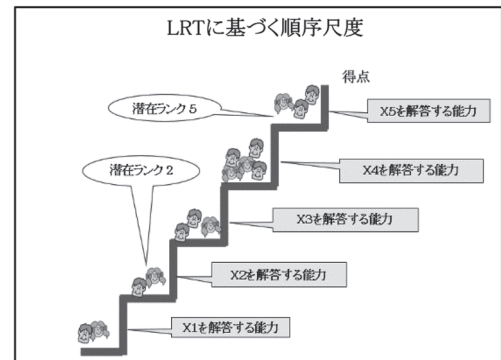 LRTに基づく順序尺度
得点
潜在ランク5
X5を解答する能力
X4を解答する能力
潜在ランク2
X3を解答する能力
X2を解答する能力
X1を解答する能力